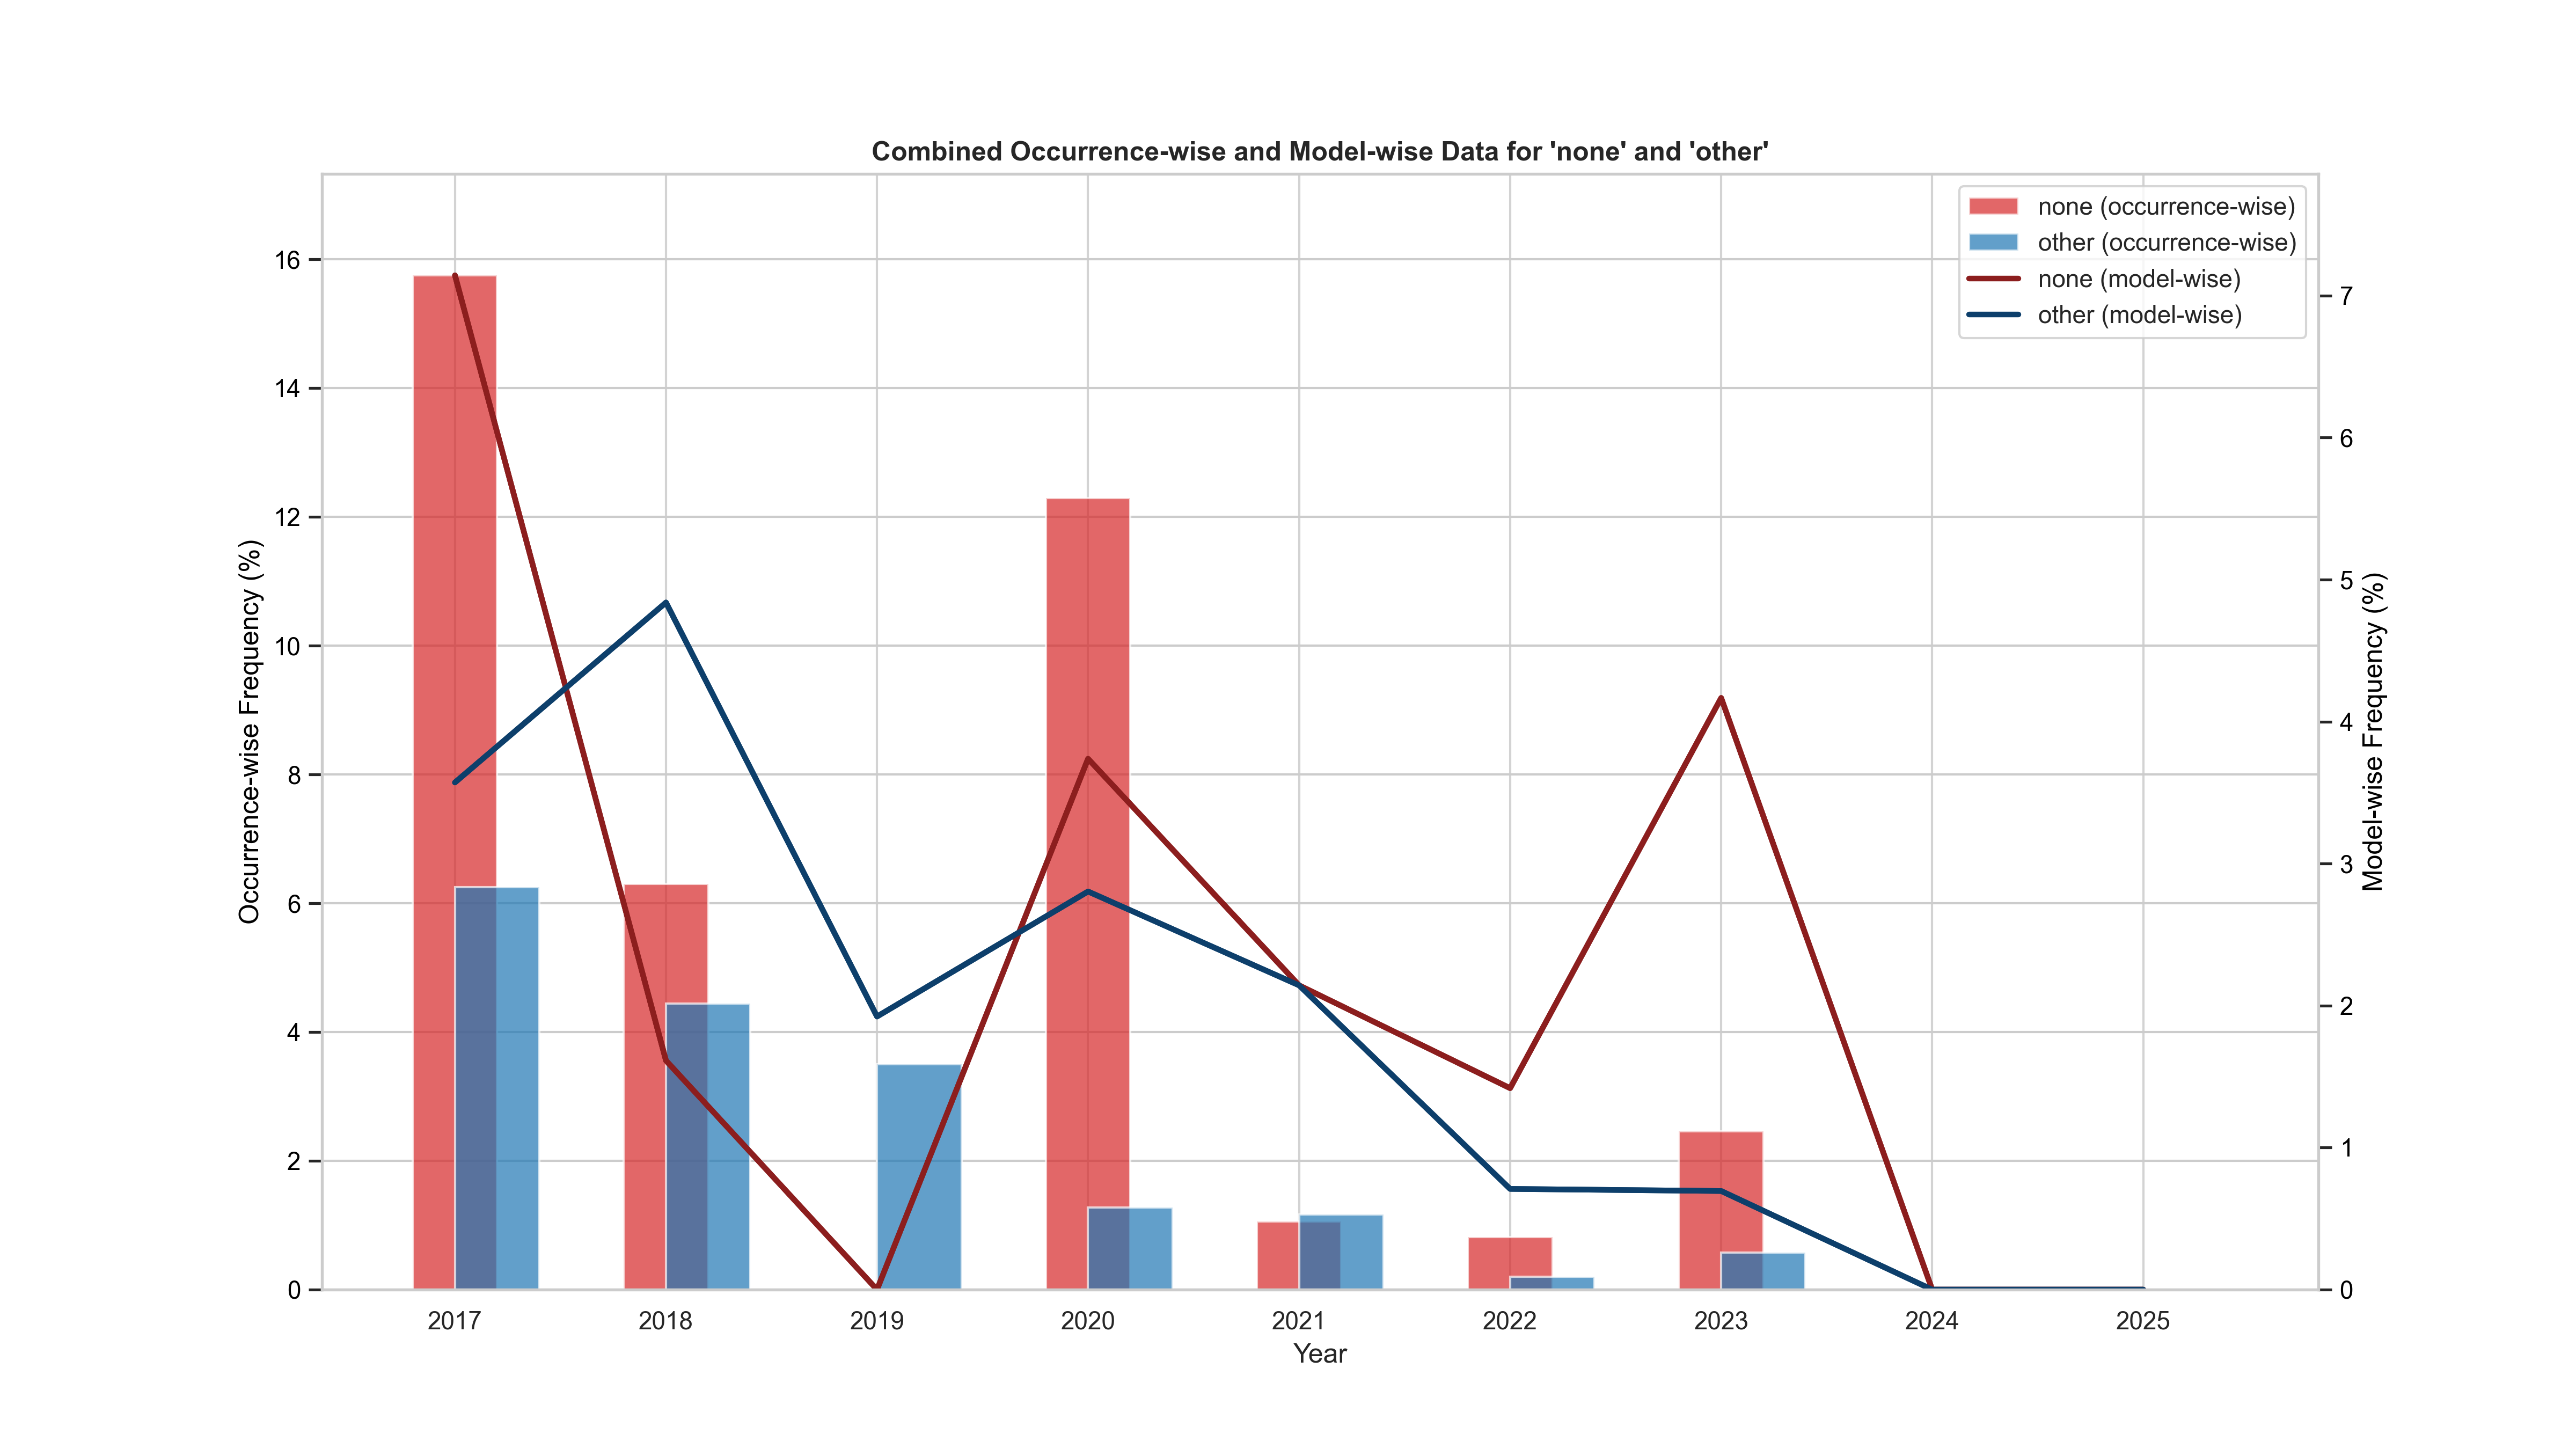 Combined Occurrence-wise and Model-wise Data for 'none' and 'other'
none (occurrence-wise)
other (occurrence-wise)
none (model-wise)
other (model-wise)
Occurrence-wise Frequency (%)
16
14
12
10
8
6
4
2
0
Model-wise Frequency (%)
7
6
5
4
3
2
1
0
2017 2018 2019 2020 2021 2022 2023 2024 2025
Year